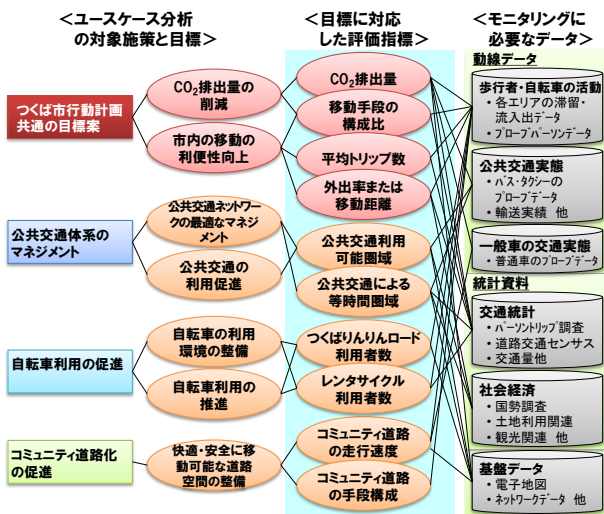 ＜ユースケース分析
の対象施策と目標＞
＜目標に対応
した評価指標＞
＜モニタリングに
必要なデータ＞
つくば市行動計画
共通の目標案
公共交通体系の
マネジメント
自転車利用の促進
コミュニティ道路化
の促進
CO₂排出量の
削減
市内の移動の
利便性向上
公共交通ネットワー
クの最適なマネジ
メント
公共交通の
利用促進
自転車の利用
環境の整備
自転車利用の
推進
快適・安全に移
動可能な道路
空間の整備
CO₂排出量
移動手段の
構成比
平均トリップ数
外出率または
移動距離
公共交通利用
可能圏域
公共交通による
等時間圏域
つくばりんりんロード
利用者数
レンタサイクル
利用者数
コミュニティ道路
の走行速度
コミュニティ道路
の手段構成
動線データ
歩行者・自転車の活動
・各エリアの滞留・
流入出データ
・プローブパーソンデータ
公共交通実態
・バス・タクシーの
プローブデータ
・輸送実績 他
一般車の交通実態
・普通車のプローブデータ
統計資料
交通統計
・パーソントリップ調査
・道路交通センサス
・交通量他
社会経済
・国勢調査
・土地利用関連
・観光関連 他
基盤データ
・電子地図
・ネットワークデータ 他